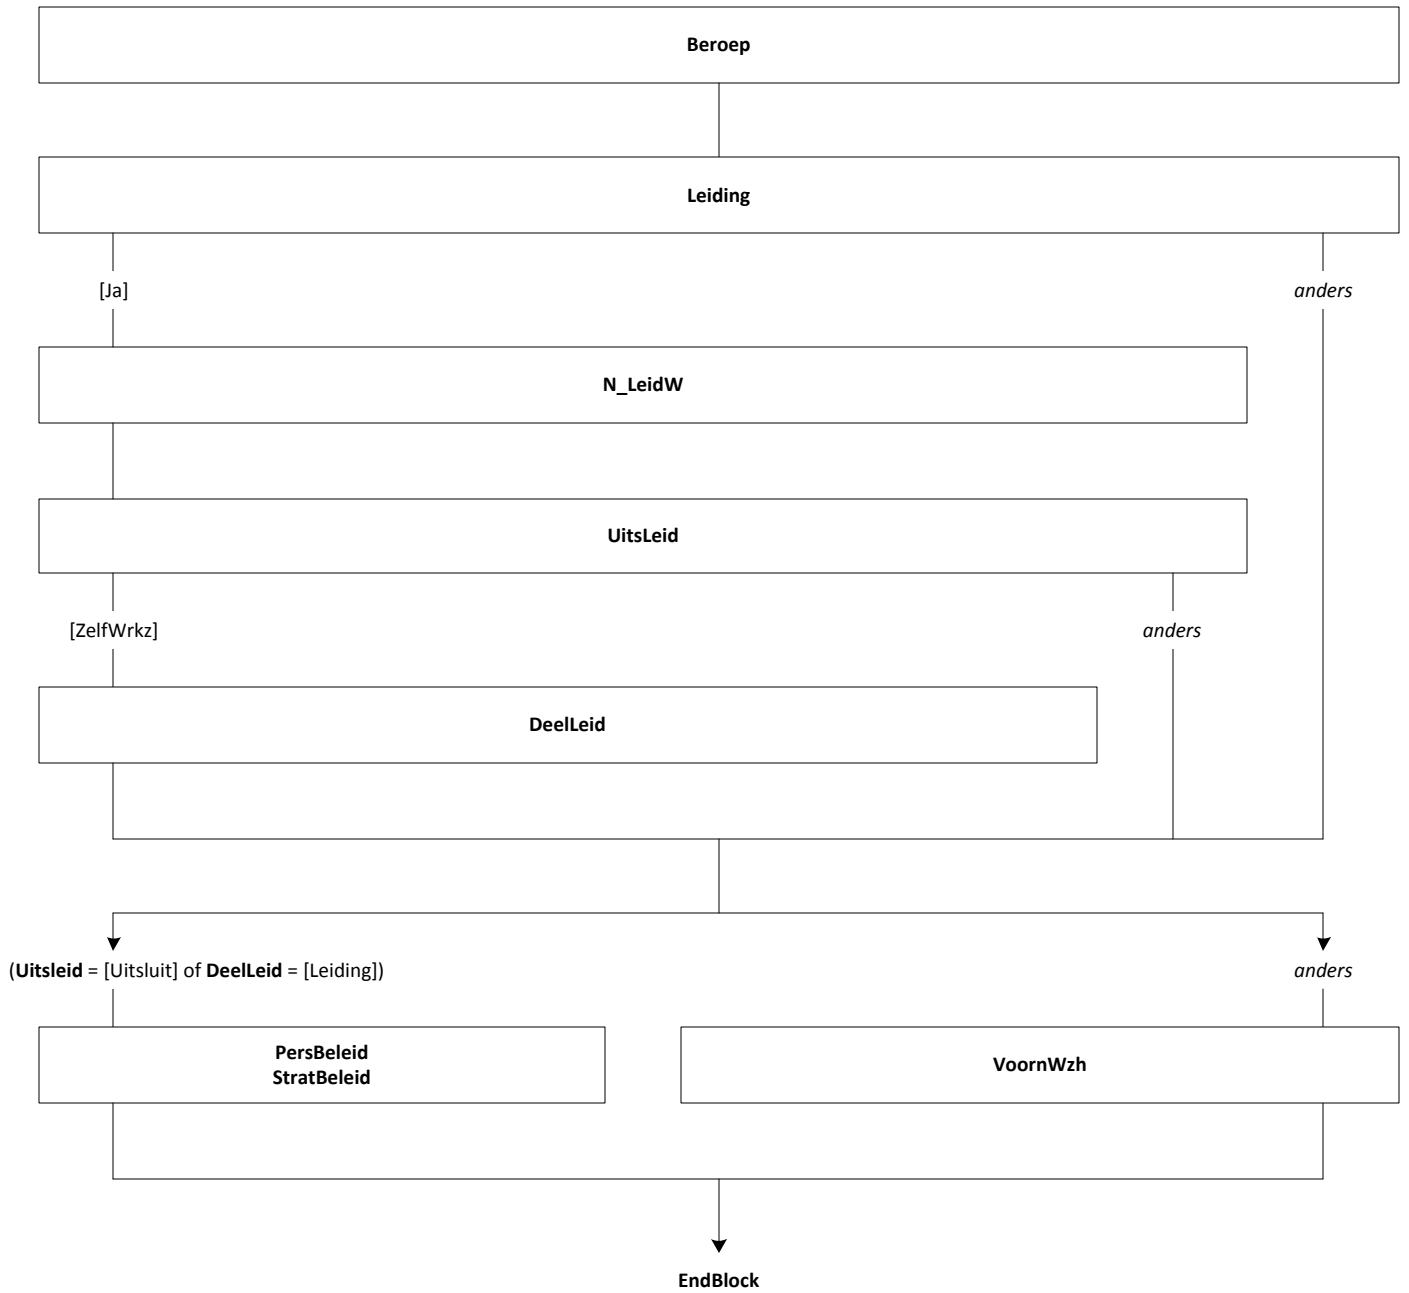 Beroep
Leiding
[Ja]
anders
N_LeidW
UitsLeid
[ZelfWrkz]
anders
DeelLeid
(Uitsleid = [Uitsluit] of DeelLeid = [Leiding])
anders
PersBeleid
StratBeleid
VoornWzh
EndBlock